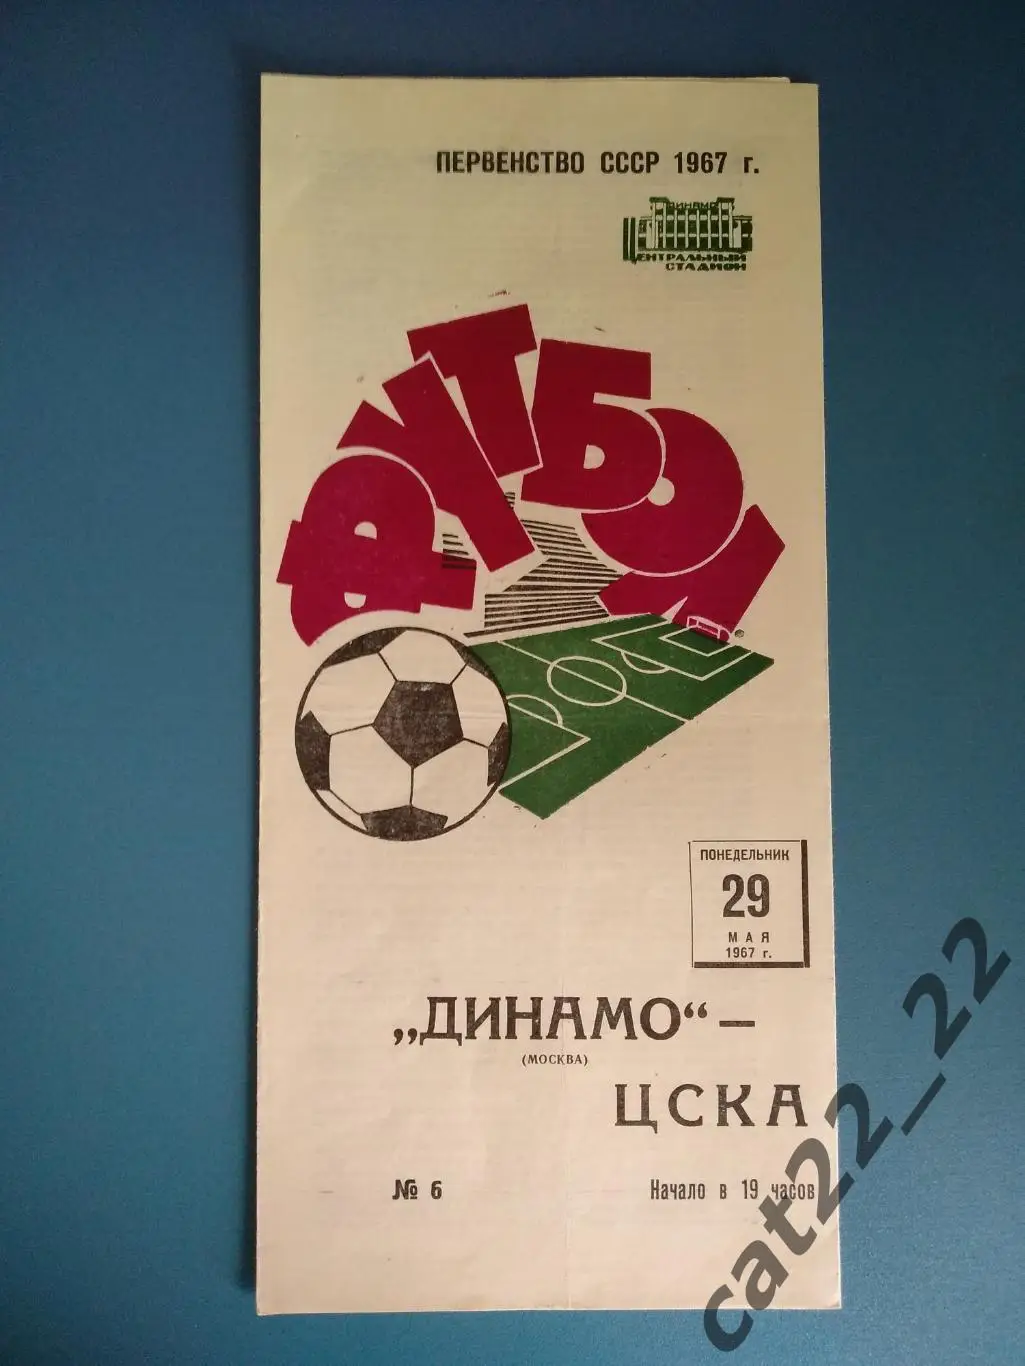 ПЕРВЕНСТВО СССР 1967 г.
ДИНАМО
ЦЕНТРАЛЬНЫЙ
СТАДИОН
ФУТБОЛ
ПОНЕДЕЛЬНИК
29
МАЯ
1967 г.
„ДИНАМО“ –
(МОСКВА)
ЦСКА
№ 6
Начало в 19 часов
cat22_22